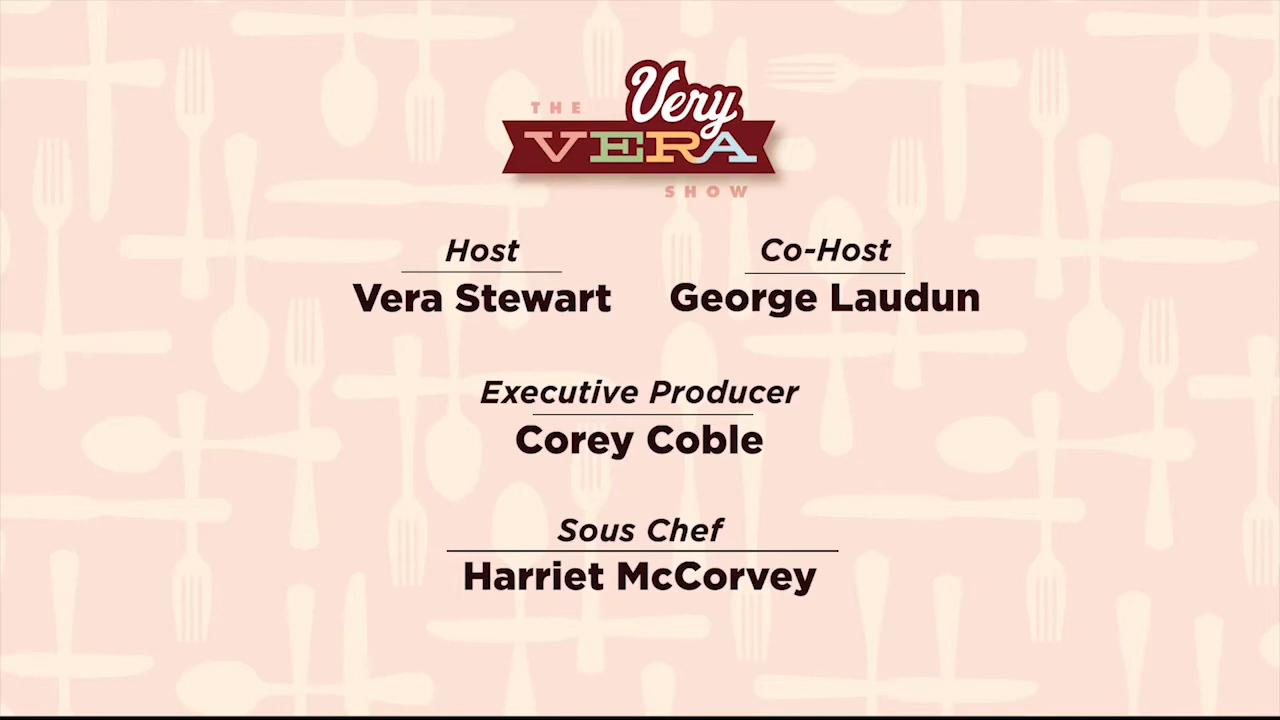 THE Very
VERA
SHOW
Host
Vera Stewart
Co-Host
George Laudun
Executive Producer
Corey Coble
Sous Chef
Harriet McCorvey